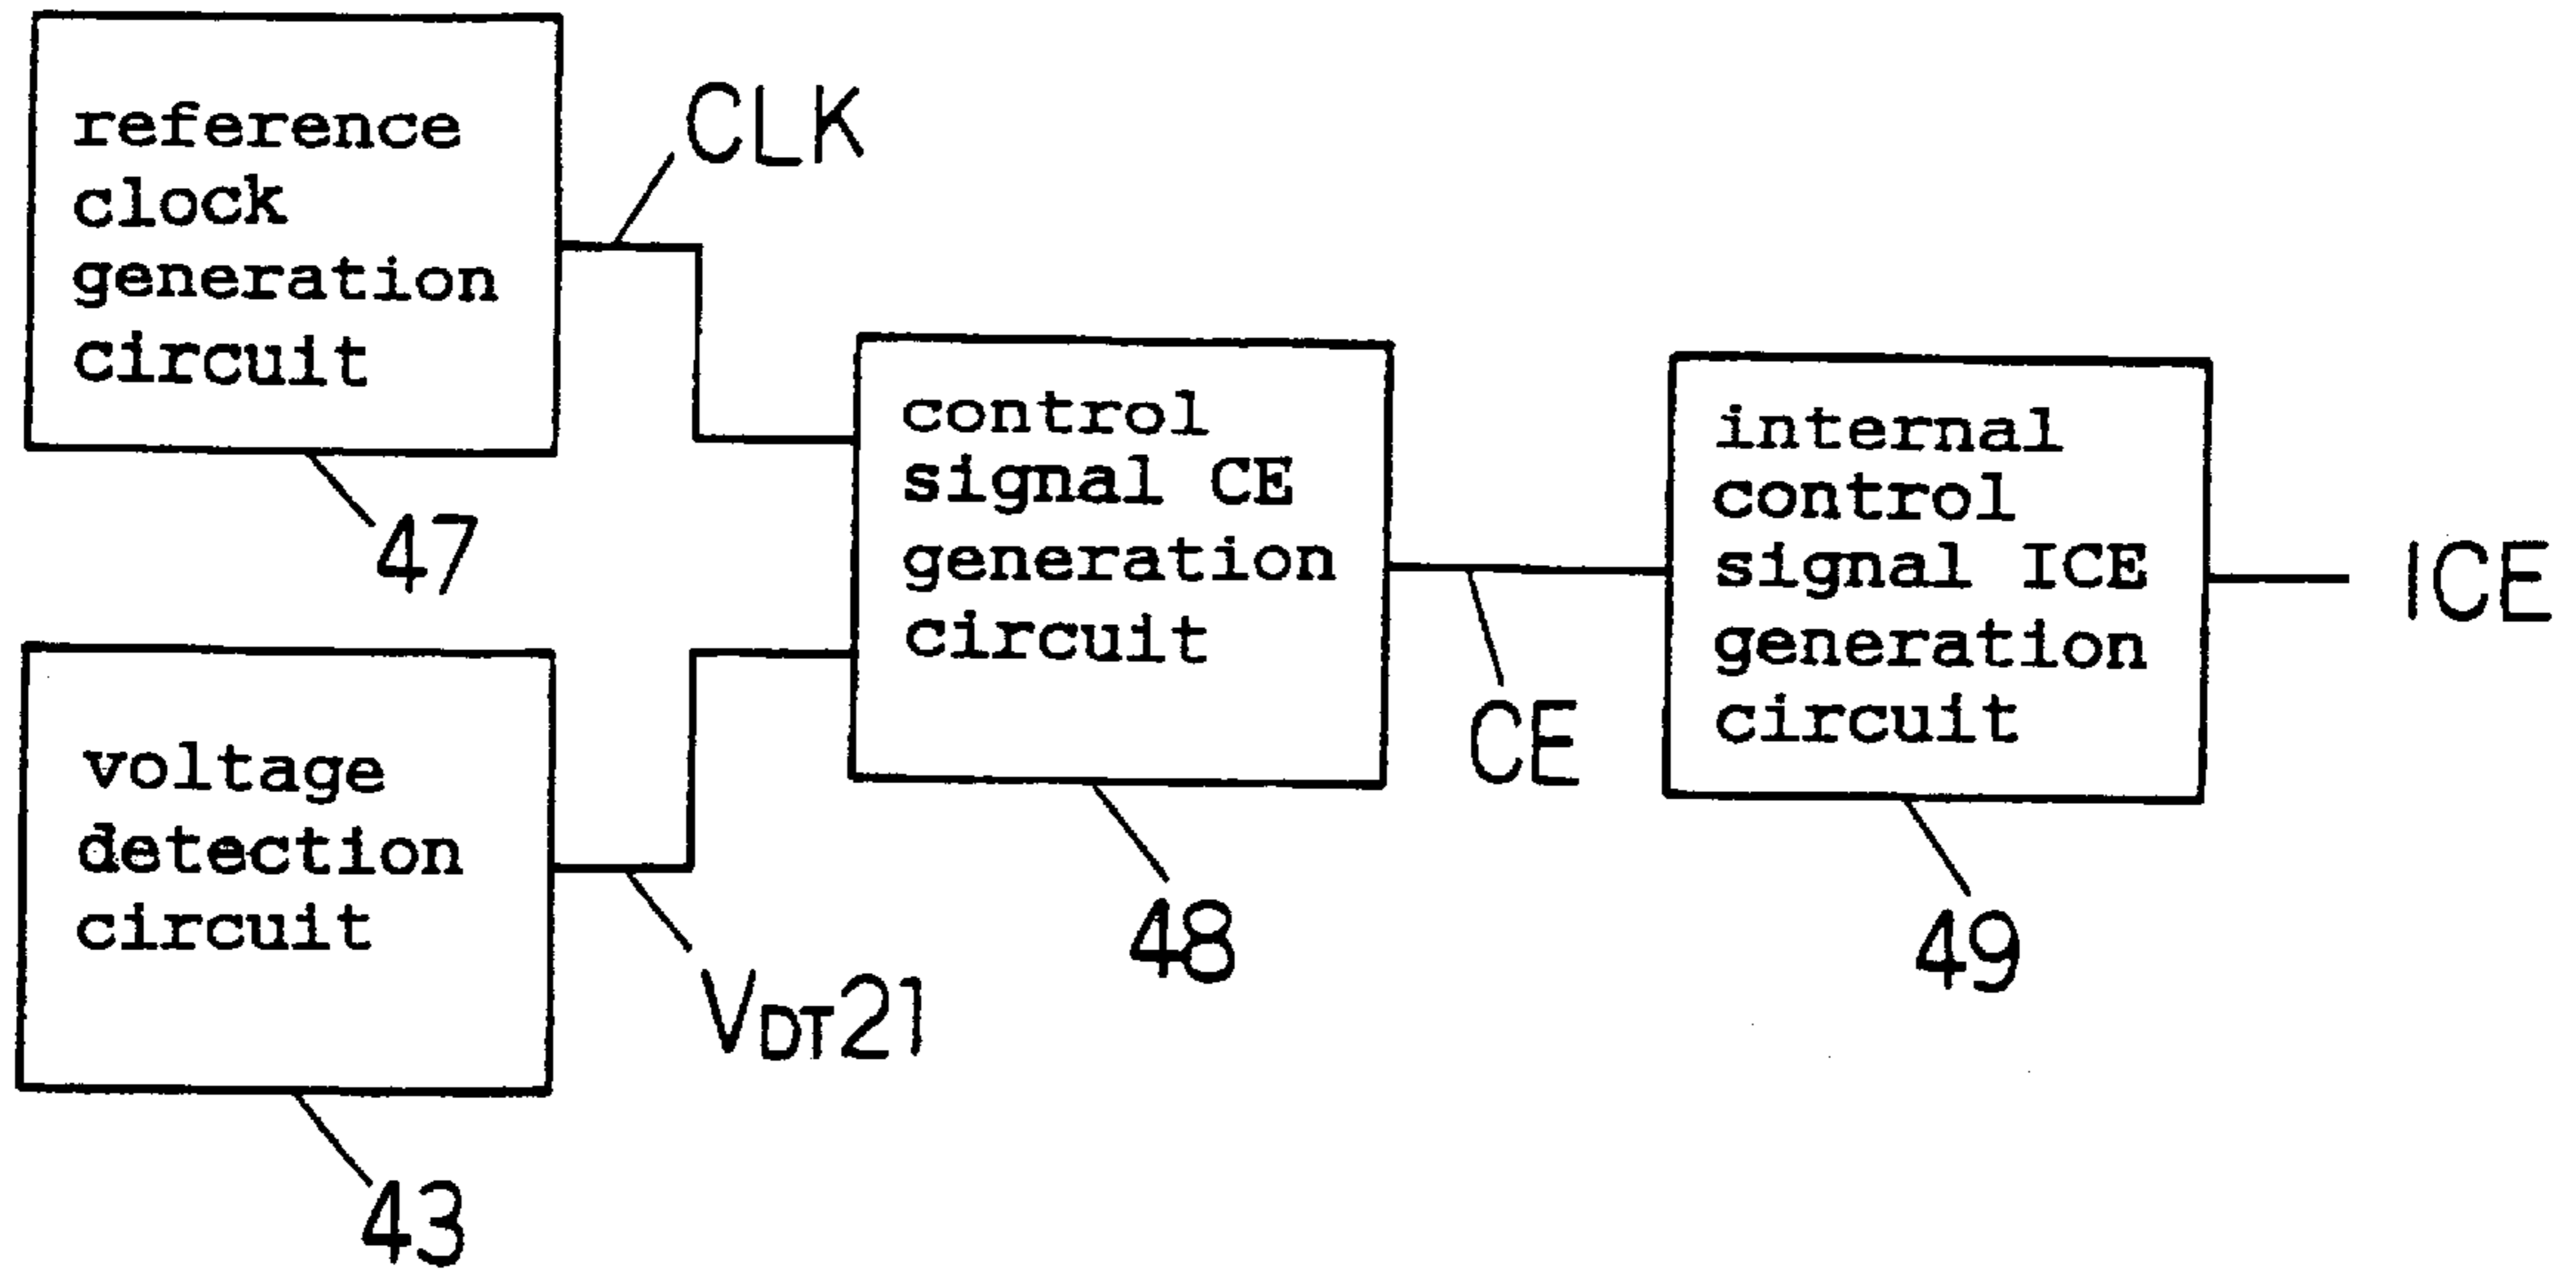 reference
clock
generation
circuit
CLK
47
voltage
detection
circuit
VDT21
43
control
signal CE
generation
circuit
48
CE
internal
control
signal ICE
generation
circuit
49
ICE